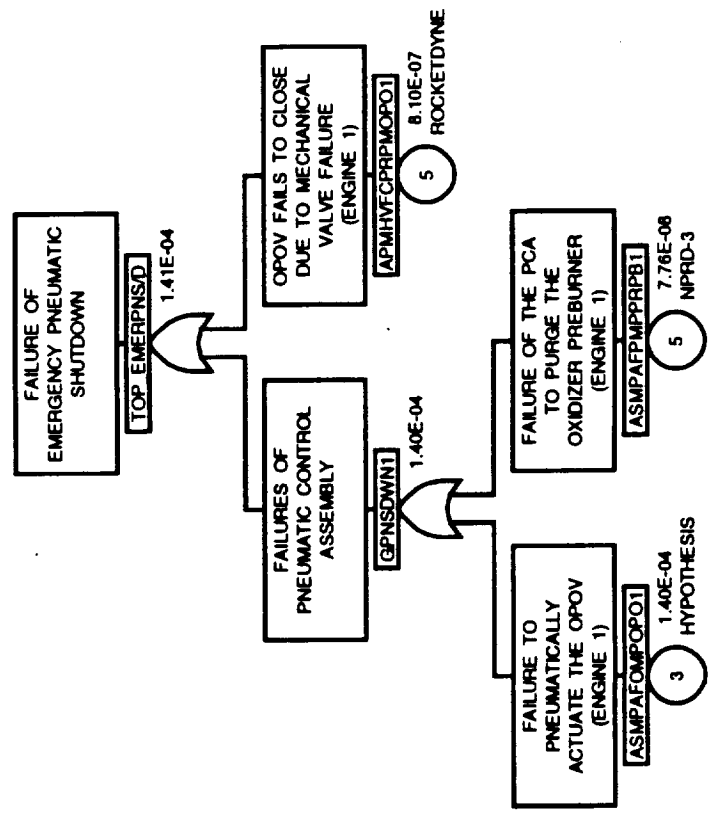 FAILURE OF
EMERGENCY PNEUMATIC
SHUTDOWN
TOP EMERPNS/D
1.41E-04
FAILURES OF
PNEUMATIC CONTROL
ASSEMBLY
GPNSDWN1
1.40E-04
OPOV FAILS TO CLOSE
DUE TO MECHANICAL
VALVE FAILURE
(ENGINE 1)
APMHVFCPRPMOPO1
8.10E-07
ROCKETDYNE
5
FAILURE TO
PNEUMATICALLY
ACTUATE THE OPOV
(ENGINE 1)
ASMPAFOMPOPO1
1.40E-04
HYPOTHESIS
3
FAILURE OF THE PCA
TO PURGE THE
OXIDIZER PREBURNER
(ENGINE 1)
ASMPAFPMPPRPB1
7.76E-08
NPRD-3
5